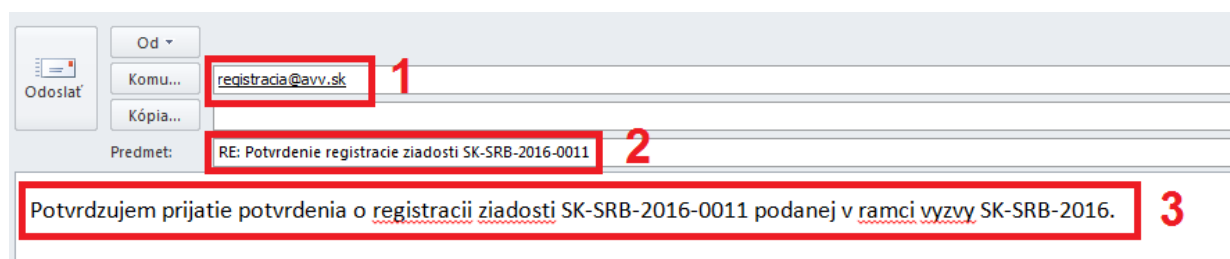 Od
Komu...
registracia@avv.sk
1
Odoslať
Kópia...
Predmet:
RE: Potvrdenie registracie ziadosti SK-SRB-2016-0011
2
Potvrdzujem prijatie potvrdenia o registracii ziadosti SK-SRB-2016-0011 podanej v ramci vyzvy SK-SRB-2016.
3